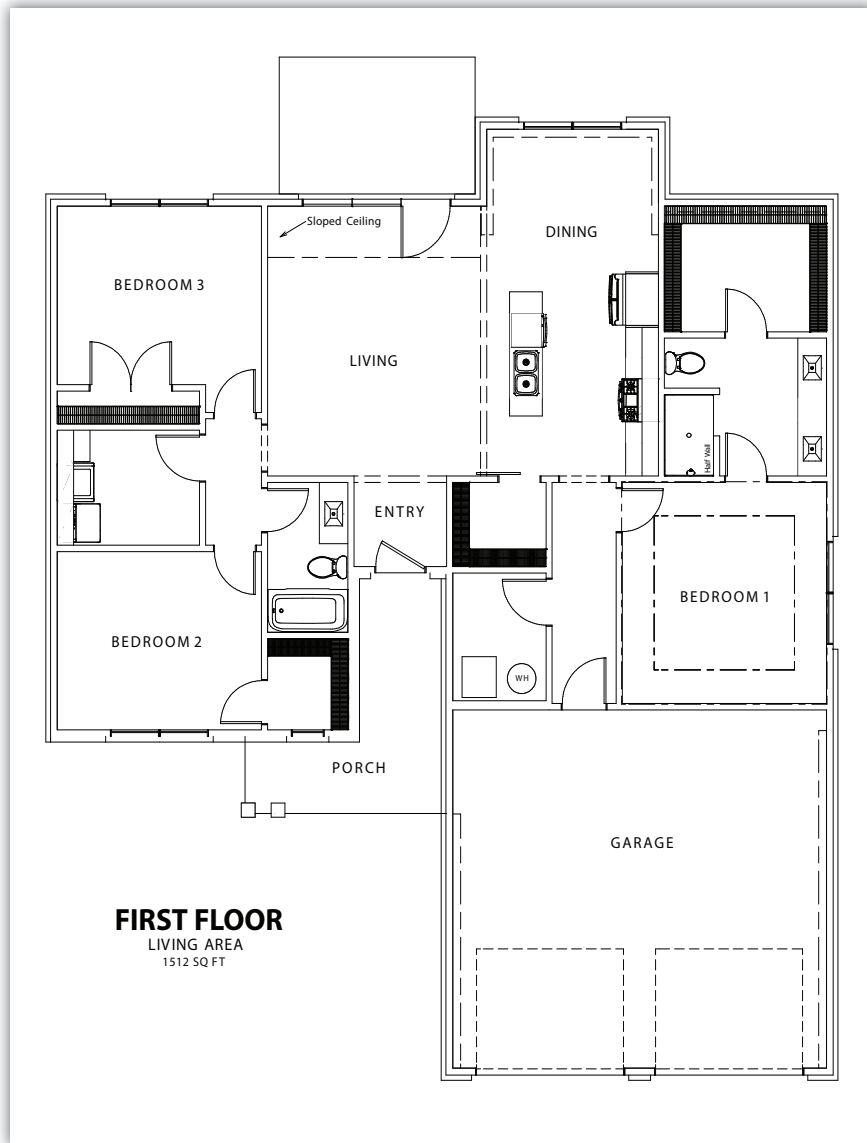 Sloped Ceiling
DINING
BEDROOM 3
LIVING
Half Wall
ENTRY
BEDROOM 1
BEDROOM 2
WH
PORCH
GARAGE
FIRST FLOOR
LIVING AREA
1512 SQ FT